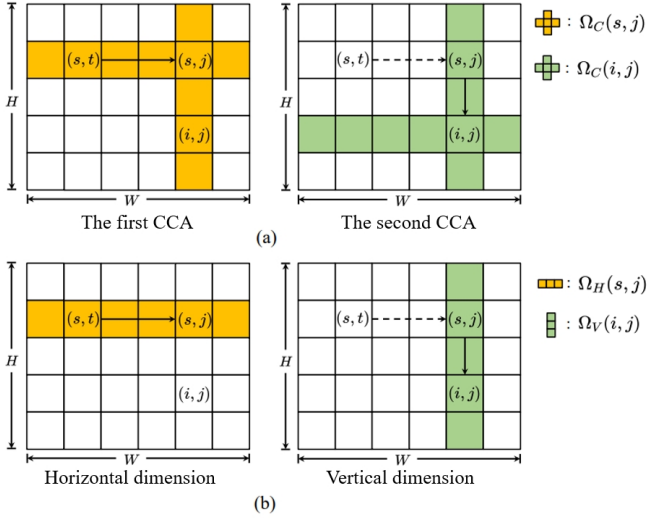 (s, t) (s, j) (s, t) (s, j) : Ω_C(s, j)
: Ω_C(i, j)
H H
(i, j) (i, j)
W W
The first CCA The second CCA
(a)
(s, t) (s, j) (s, t) (s, j) : Ω_H(s, j)
: Ω_V(i, j)
H H
(i, j) (i, j)
W W
Horizontal dimension Vertical dimension
(b)